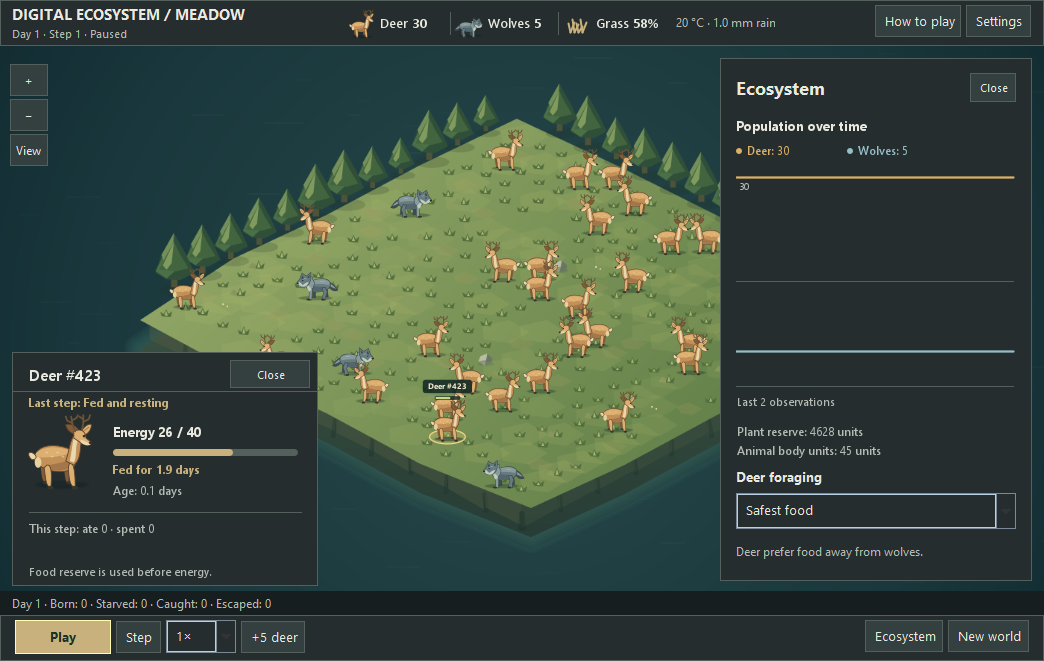 DIGITAL ECOSYSTEM / MEADOW
Day 1 · Step 1 · Paused
Deer 30
Wolves 5
Grass 58%
20 °C · 1.0 mm rain
How to play
Settings
+
−
View
Ecosystem
Close
Population over time
Deer: 30
Wolves: 5
30
Last 2 observations
Plant reserve: 4628 units
Animal body units: 45 units
Deer foraging
Safest food
Deer prefer food away from wolves.
Deer #423
Deer #423
Close
Last step: Fed and resting
Energy 26 / 40
Fed for 1.9 days
Age: 0.1 days
This step: ate 0 · spent 0
Food reserve is used before energy.
Day 1 · Born: 0 · Starved: 0 · Caught: 0 · Escaped: 0
Play
Step
1×
+5 deer
Ecosystem
New world